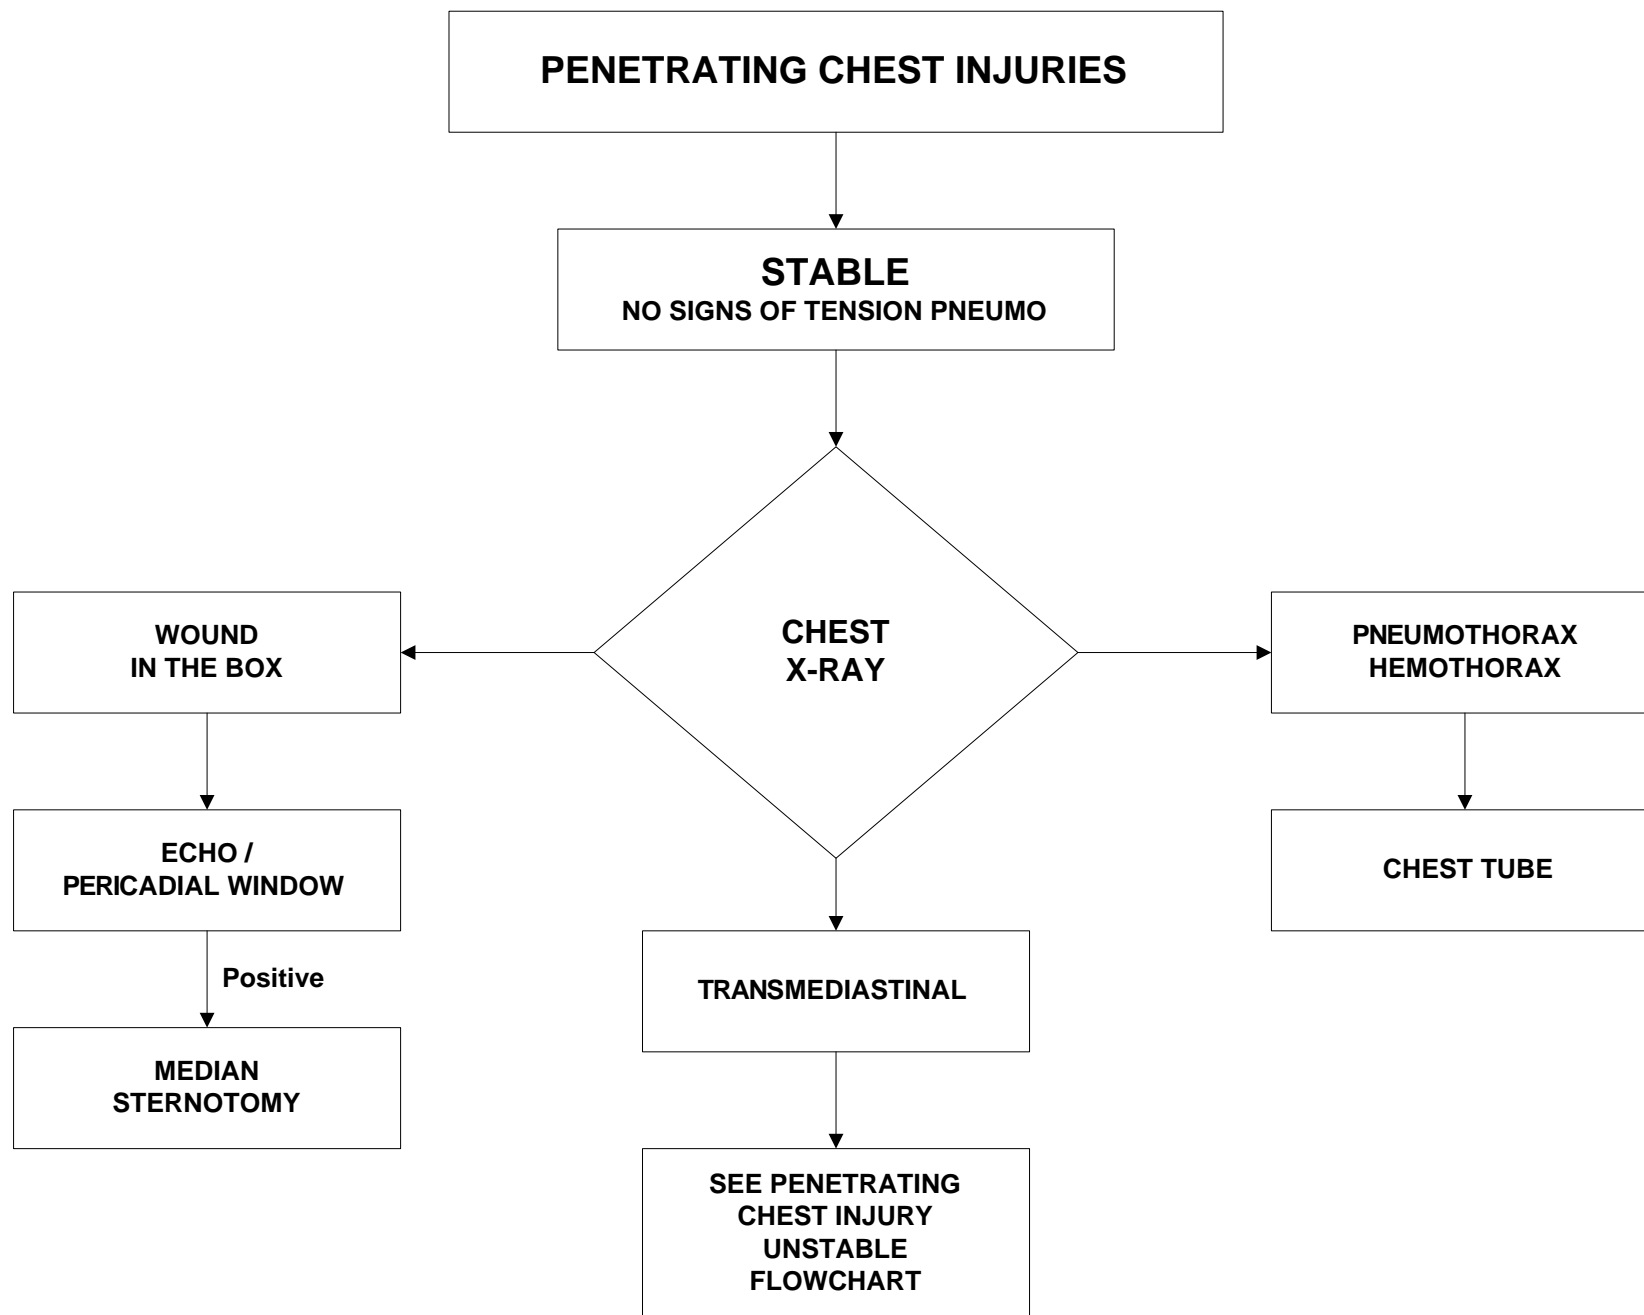 PENETRATING CHEST INJURIES
STABLE
NO SIGNS OF TENSION PNEUMO
CHEST
X-RAY
WOUND
IN THE BOX
PNEUMOTHORAX
HEMOTHORAX
ECHO /
PERICADIAL WINDOW
CHEST TUBE
Positive
TRANSMEDIASTINAL
MEDIAN
STERNOTOMY
SEE PENETRATING
CHEST INJURY
UNSTABLE
FLOWCHART